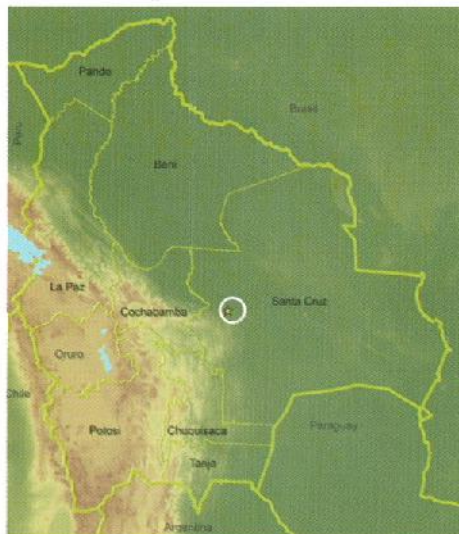 Pando
Brasil
Peru
Beni
La Paz
Cochabamba
Santa Cruz
Oruro
Chile
Potosi
Chuquisaca
Paraguay
Tarija
Argentina